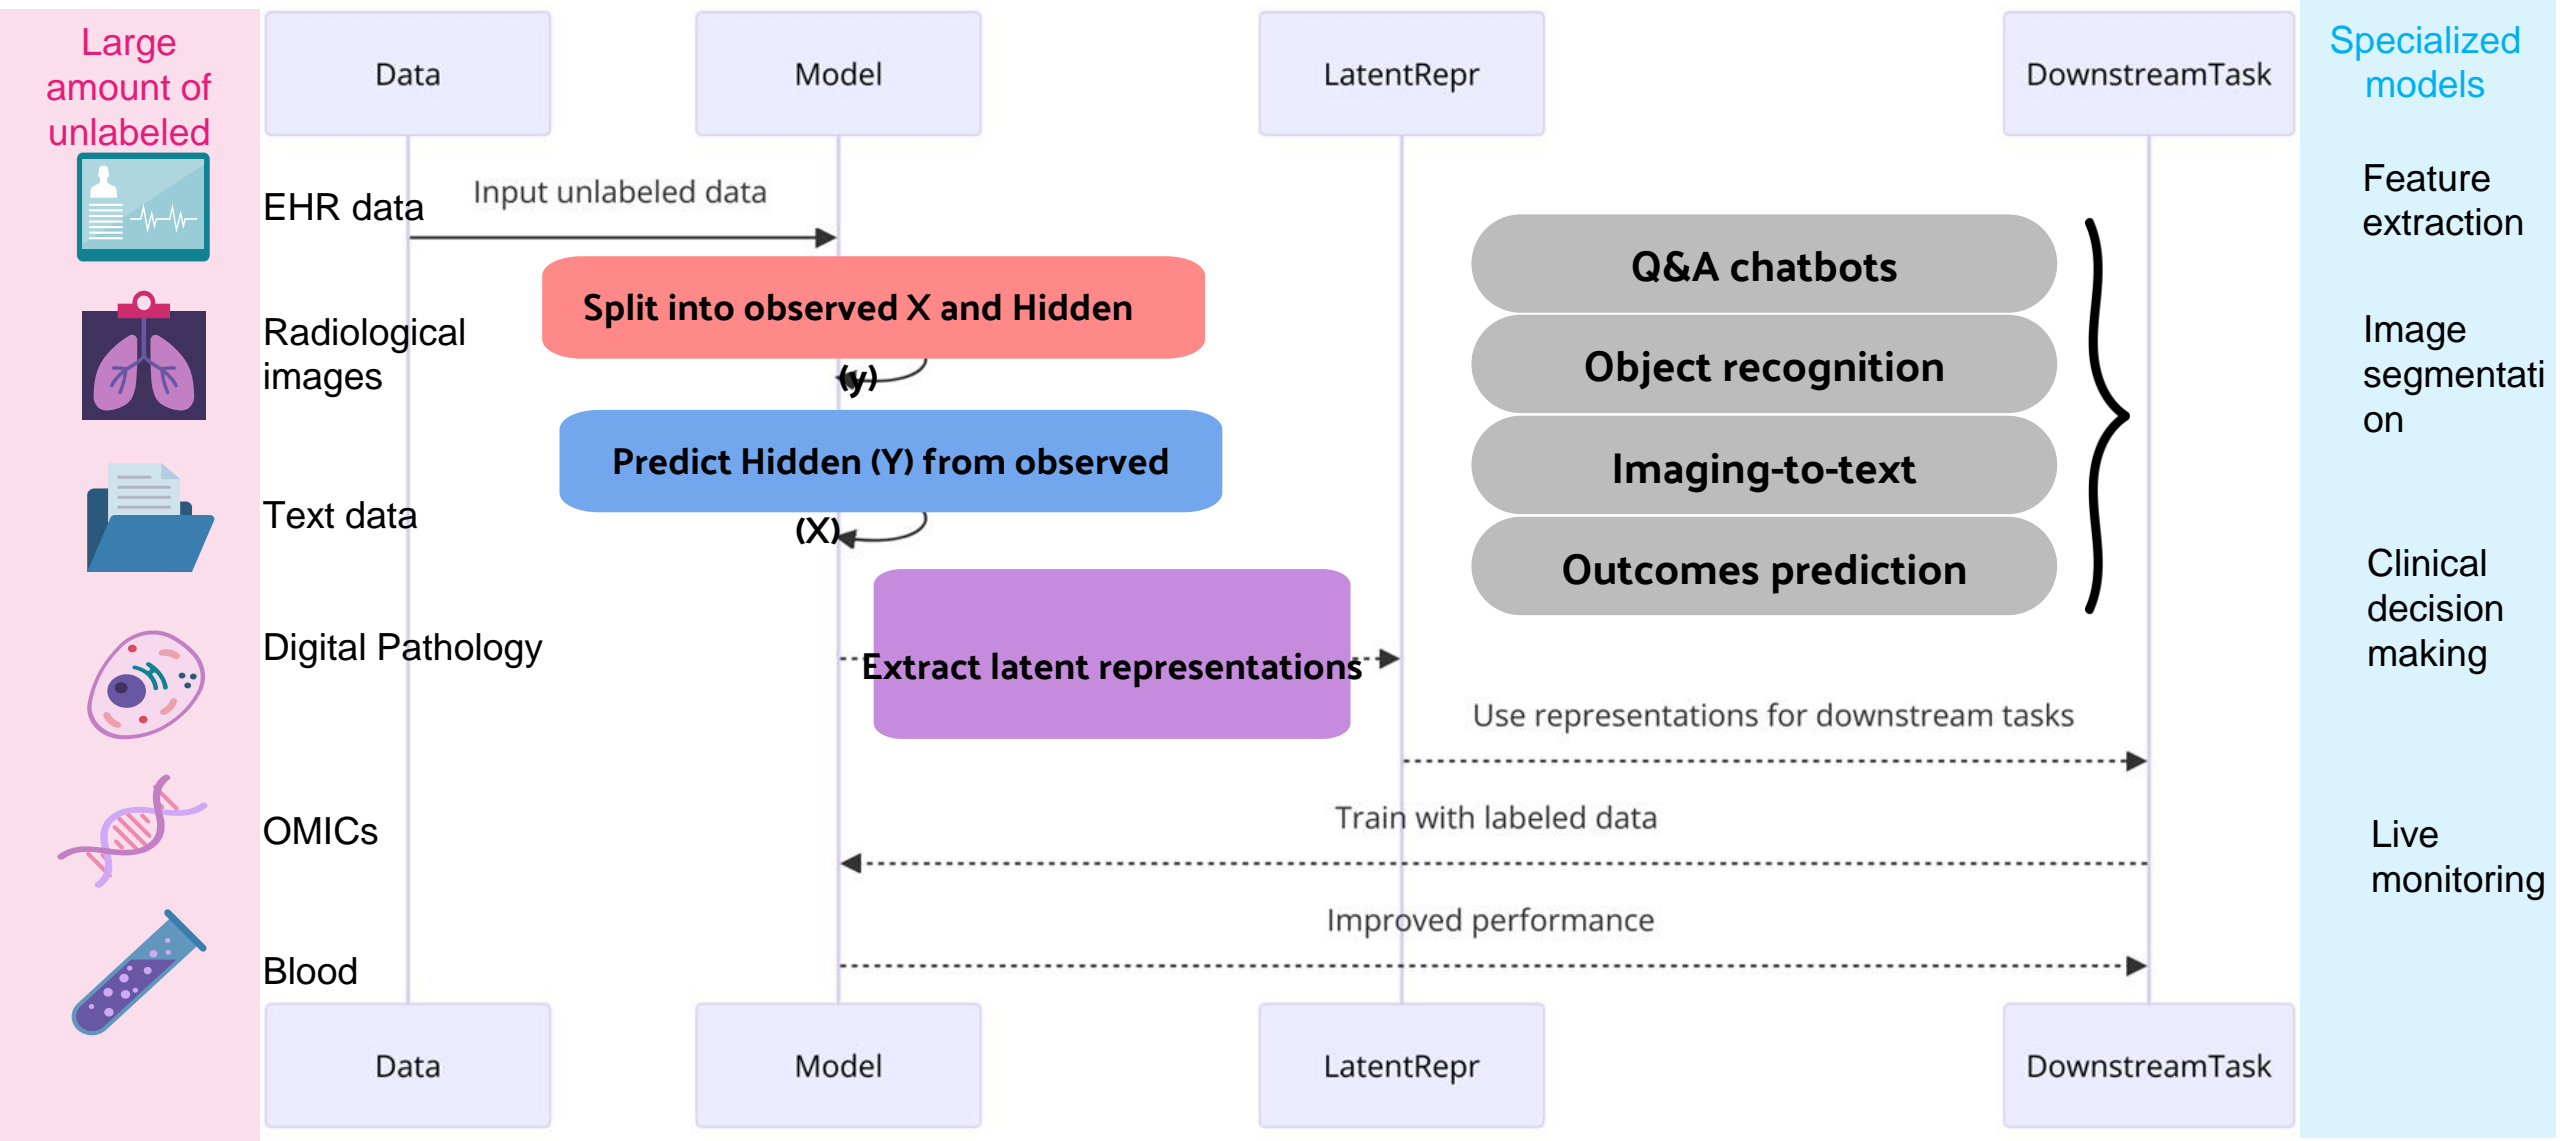 Large
amount of
unlabeled
Data
Model
LatentRepr
DownstreamTask
Specialized
models
EHR data
Input unlabeled data
Radiological
images
Text data
Digital Pathology
OMICs
Blood
Split into observed X and Hidden
(y)
Predict Hidden (Y) from observed
(X)
Extract latent representations
Q&A chatbots
Object recognition
Imaging-to-text
Outcomes prediction
Use representations for downstream tasks
Train with labeled data
Improved performance
Feature
extraction
Image
segmentati
on
Clinical
decision
making
Live
monitoring
Data
Model
LatentRepr
DownstreamTask